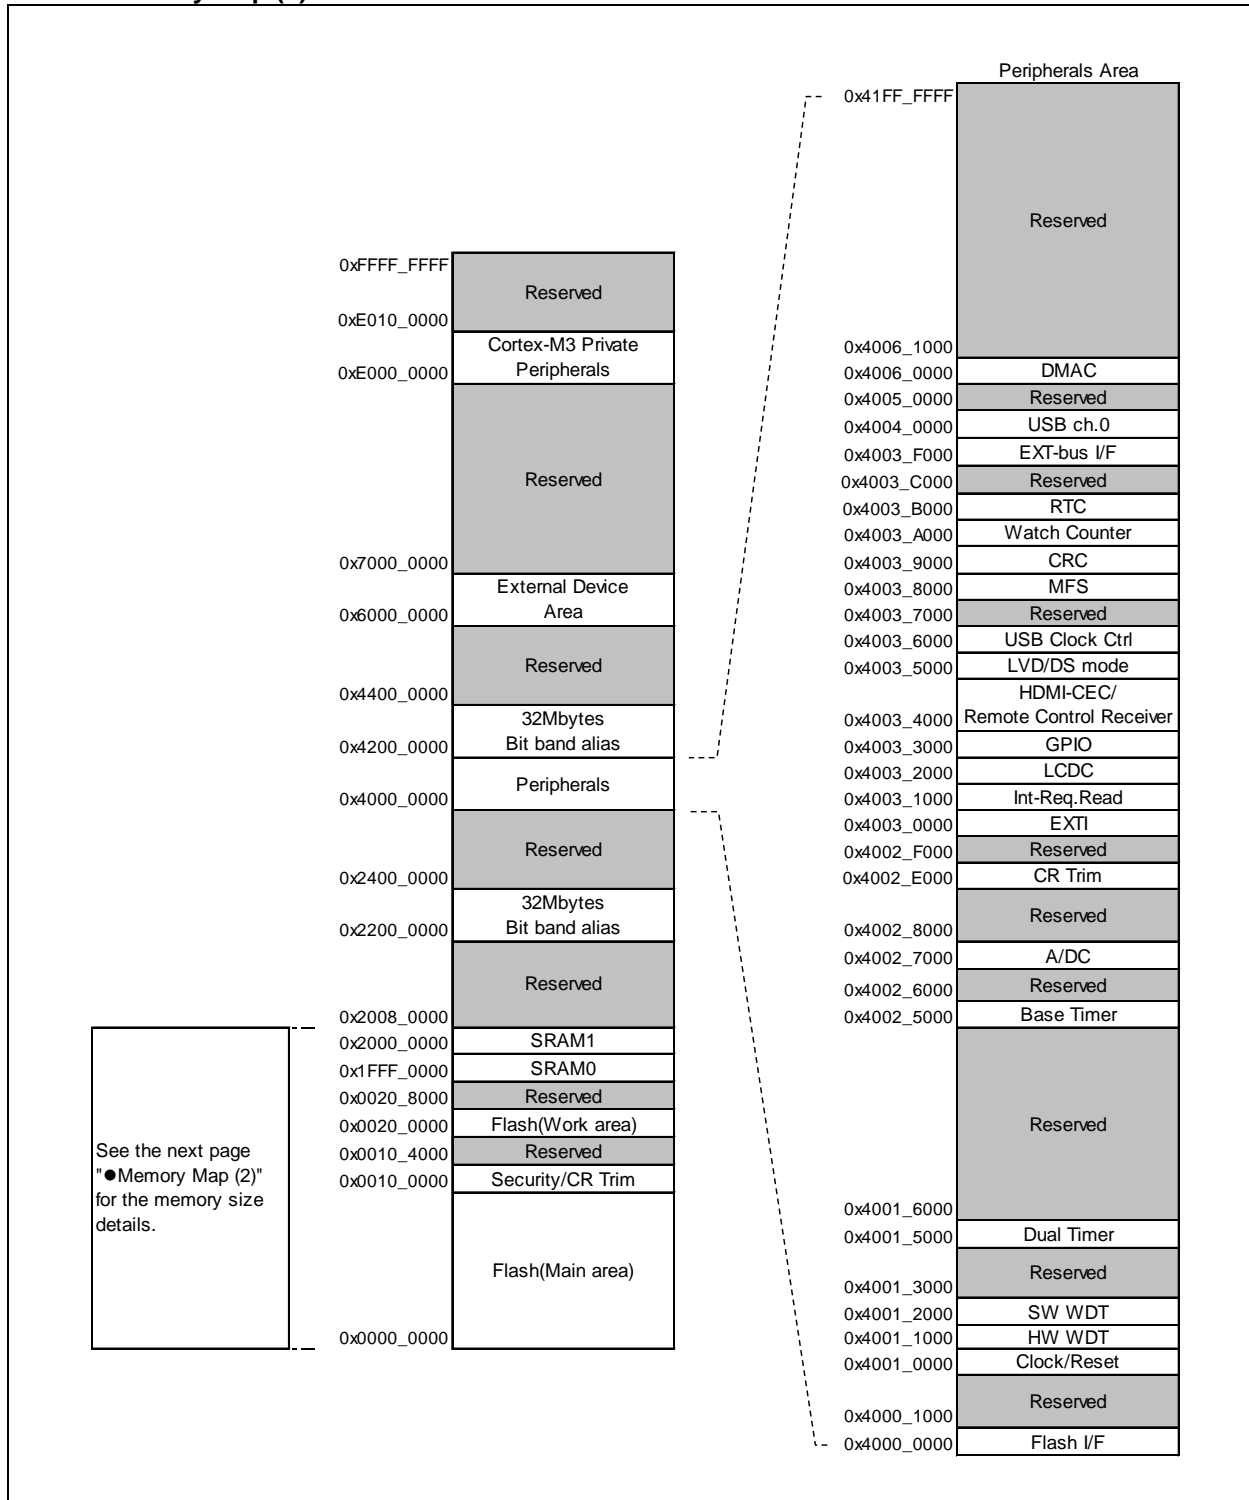 Peripherals Area
0x41FF_FFFF
Reserved
0x4006_1000
0x4006_0000 DMAC
0x4005_0000 Reserved
0x4004_0000 USB ch.0
0x4003_F000 EXT-bus I/F
0x4003_C000 Reserved
0x4003_B000 RTC
0x4003_A000 Watch Counter
0x4003_9000 CRC
0x4003_8000 MFS
0x4003_7000 Reserved
0x4003_6000 USB Clock Ctrl
0x4003_5000 LVD/DS mode
HDMI-CEC/
0x4003_4000 Remote Control Receiver
0x4003_3000 GPIO
0x4003_2000 LCDC
0x4003_1000 Int-Req.Read
0x4003_0000 EXTI
0x4002_F000 Reserved
0x4002_E000 CR Trim
Reserved
0x4002_8000
0x4002_7000 A/DC
0x4002_6000 Reserved
0x4002_5000 Base Timer
Reserved
0x4001_6000
0x4001_5000 Dual Timer
Reserved
0x4001_3000
0x4001_2000 SW WDT
0x4001_1000 HW WDT
0x4001_0000 Clock/Reset
Reserved
0x4000_1000
0x4000_0000 Flash I/F
0xFFFF_FFFF
Reserved
0xE010_0000
Cortex-M3 Private
0xE000_0000 Peripherals
Reserved
0x7000_0000
External Device
0x6000_0000 Area
Reserved
0x4400_0000
32Mbytes
0x4200_0000 Bit band alias
Peripherals
0x4000_0000
Reserved
0x2400_0000
32Mbytes
0x2200_0000 Bit band alias
Reserved
0x2008_0000
0x2000_0000 SRAM1
0x1FFF_0000 SRAM0
0x0020_8000 Reserved
0x0020_0000 Flash(Work area)
0x0010_4000 Reserved
0x0010_0000 Security/CR Trim
Flash(Main area)
0x0000_0000
See the next page
"●Memory Map (2)"
for the memory size
details.